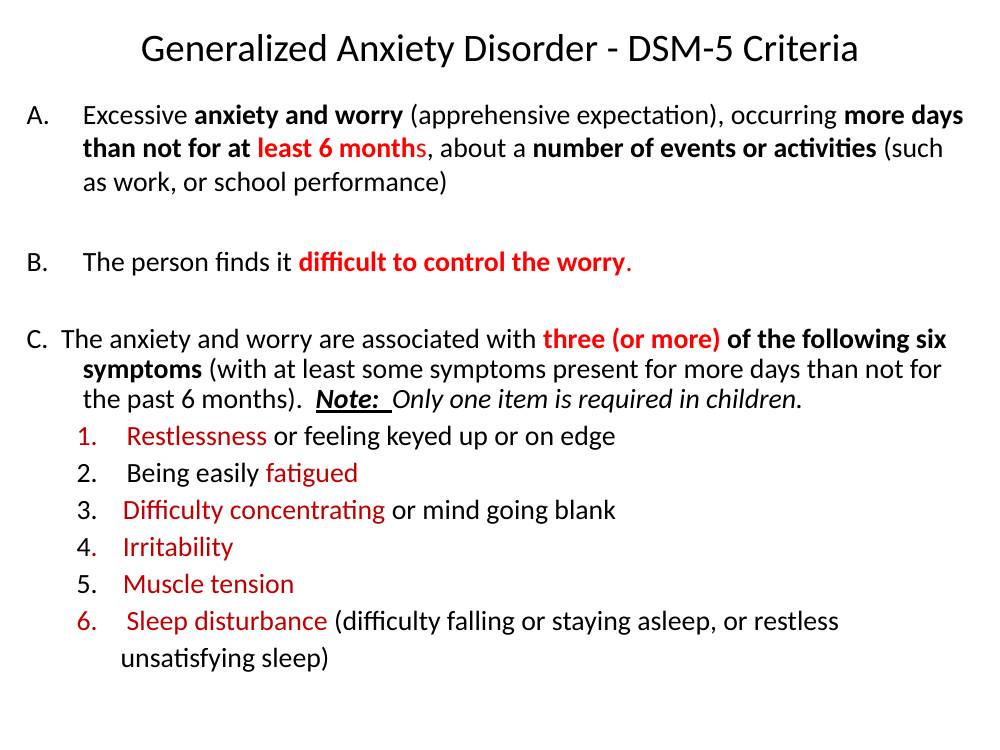 Generalized Anxiety Disorder - DSM-5 Criteria
A. Excessive anxiety and worry (apprehensive expectation), occurring more days
than not for at least 6 months, about a number of events or activities (such
as work, or school performance)
B. The person finds it difficult to control the worry.
C. The anxiety and worry are associated with three (or more) of the following six
symptoms (with at least some symptoms present for more days than not for
the past 6 months). Note: Only one item is required in children.
1. Restlessness or feeling keyed up or on edge
2. Being easily fatigued
3. Difficulty concentrating or mind going blank
4. Irritability
5. Muscle tension
6. Sleep disturbance (difficulty falling or staying asleep, or restless
unsatisfying sleep)